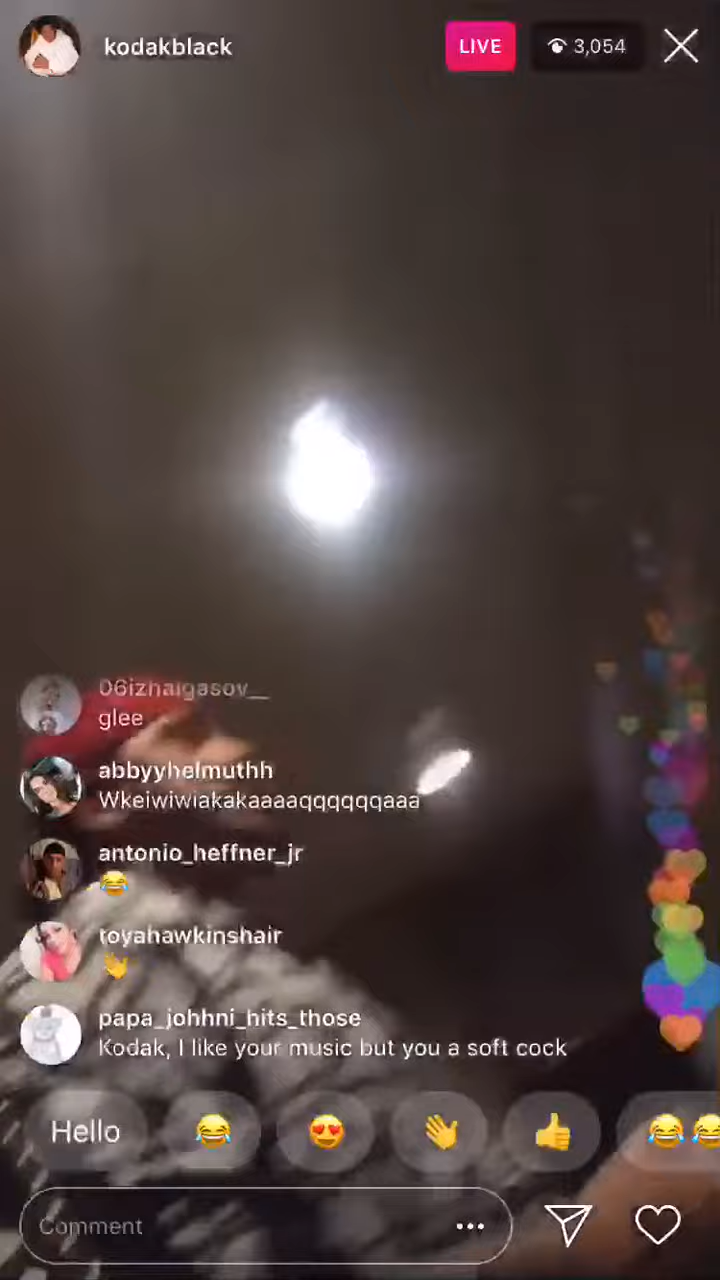 kodakblack
LIVE
3,054
06izhaigasov__
glee
abbyyhelmuthh
Wkeiwiwiakakaaaaqqqqqqaaa
antonio_heffner_jr
😂
toyahawkinshair
👋
papa_johhni_hits_those
Kodak, I like your music but you a soft cock
Hello 😂 😍 👋 👍 😂😂
Comment